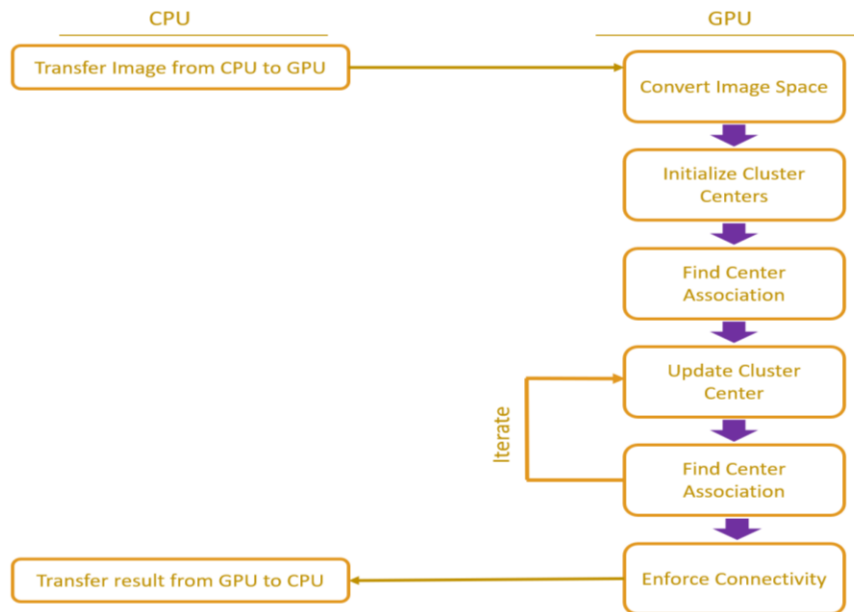 CPU
GPU
Transfer Image from CPU to GPU
Convert Image Space
Initialize Cluster
Centers
Find Center
Association
Update Cluster
Center
Iterate
Find Center
Association
Transfer result from GPU to CPU
Enforce Connectivity